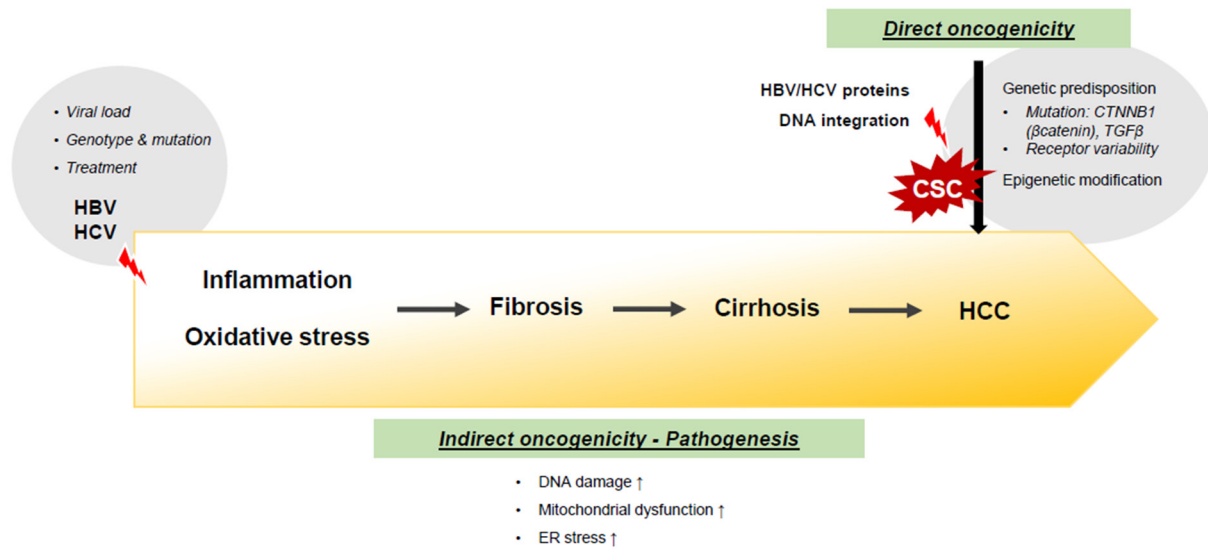 Direct oncogenicity
HBV/HCV proteins
DNA integration
Genetic predisposition
• Mutation: CTNNB1
(βcatenin), TGFβ
• Receptor variability
Epigenetic modification
CSC
• Viral load
• Genotype & mutation
• Treatment
HBV
HCV
Inflammation
Oxidative stress
Fibrosis
Cirrhosis
HCC
Indirect oncogenicity - Pathogenesis
• DNA damage ↑
• Mitochondrial dysfunction ↑
• ER stress ↑